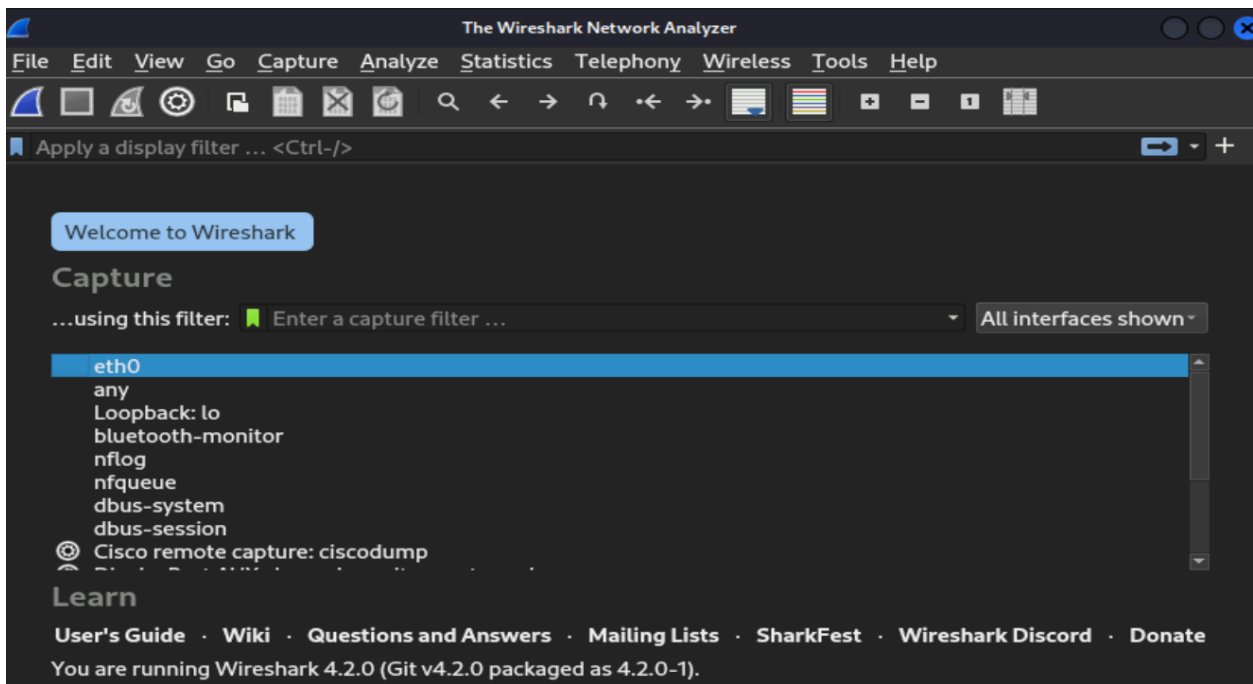 The Wireshark Network Analyzer
File Edit View Go Capture Analyze Statistics Telephony Wireless Tools Help
Apply a display filter … <Ctrl-/>
Welcome to Wireshark
Capture
…using this filter: Enter a capture filter … All interfaces shown
eth0
any
Loopback: lo
bluetooth-monitor
nflog
nfqueue
dbus-system
dbus-session
Cisco remote capture: ciscodump
Learn
User's Guide · Wiki · Questions and Answers · Mailing Lists · SharkFest · Wireshark Discord · Donate
You are running Wireshark 4.2.0 (Git v4.2.0 packaged as 4.2.0-1).